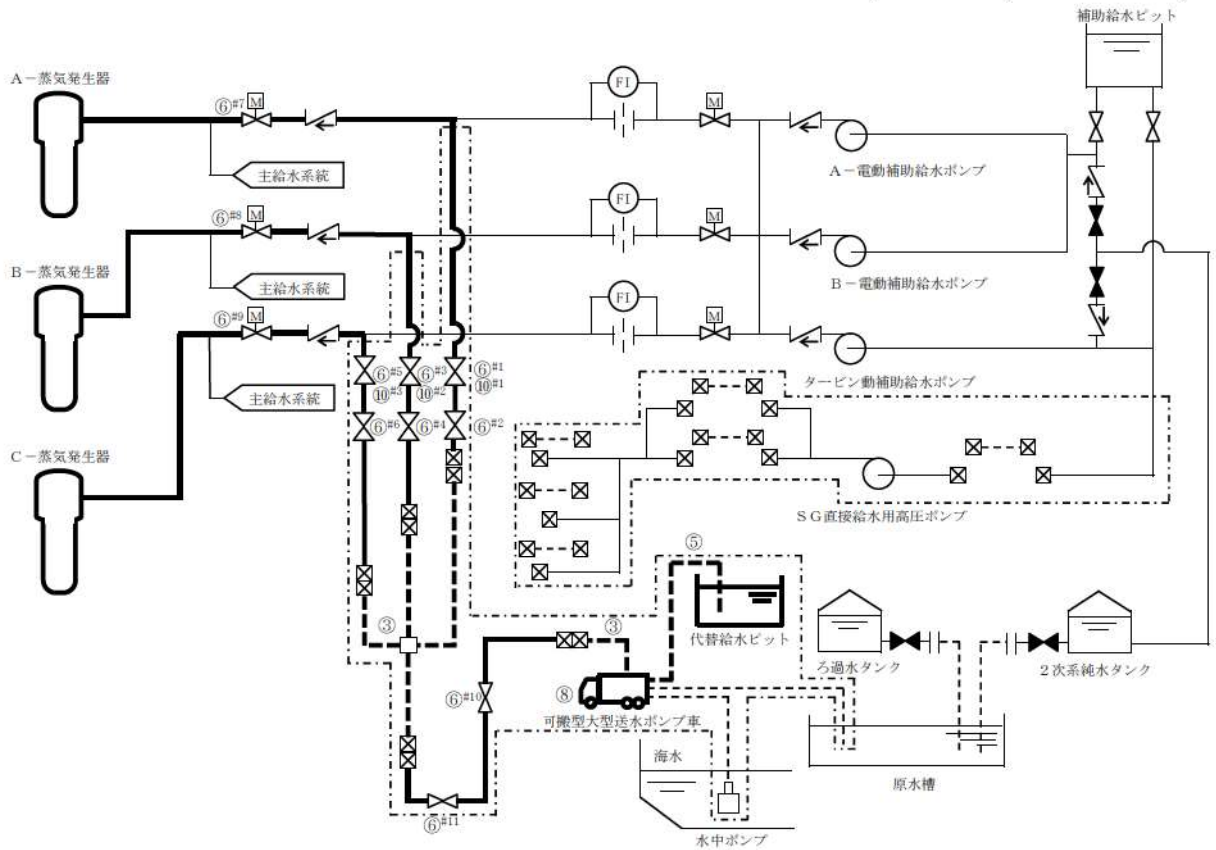 補助給水ピット
A－蒸気発生器
⑥#7
M
FI
M
主給水系統
A－電動補助給水ポンプ
⑥#8
M
FI
M
B－蒸気発生器
主給水系統
B－電動補助給水ポンプ
⑥#9
M
FI
M
⑥#5
⑥#3
⑥#1
⑩#3
⑩#2
⑩#1
タービン動補助給水ポンプ
主給水系統
⑥#6
⑥#4
⑥#2
C－蒸気発生器
SG直接給水用高圧ポンプ
⑤
③
③
代替給水ピット
ろ過水タンク
2次系純水タンク
⑥#10
⑧
可搬型大型送水ポンプ車
海水
原水槽
⑥#11
水中ポンプ